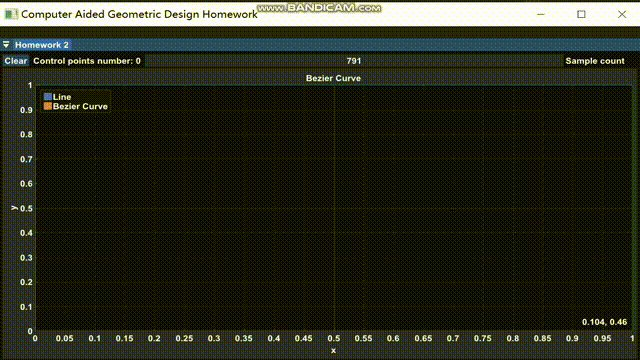 Computer Aided Geometric Design Homework
www.BANDICAM.com
Homework 2
Clear Control points number: 0 791 Sample count
Bezier Curve
Line
Bezier Curve
1
0.9
0.8
0.7
0.6
0.5
0.4
0.3
0.2
0.1
0
y
0.104, 0.46
0 0.05 0.1 0.15 0.2 0.25 0.3 0.35 0.4 0.45 0.5 0.55 0.6 0.65 0.7 0.75 0.8 0.85 0.9 0.95 1
x